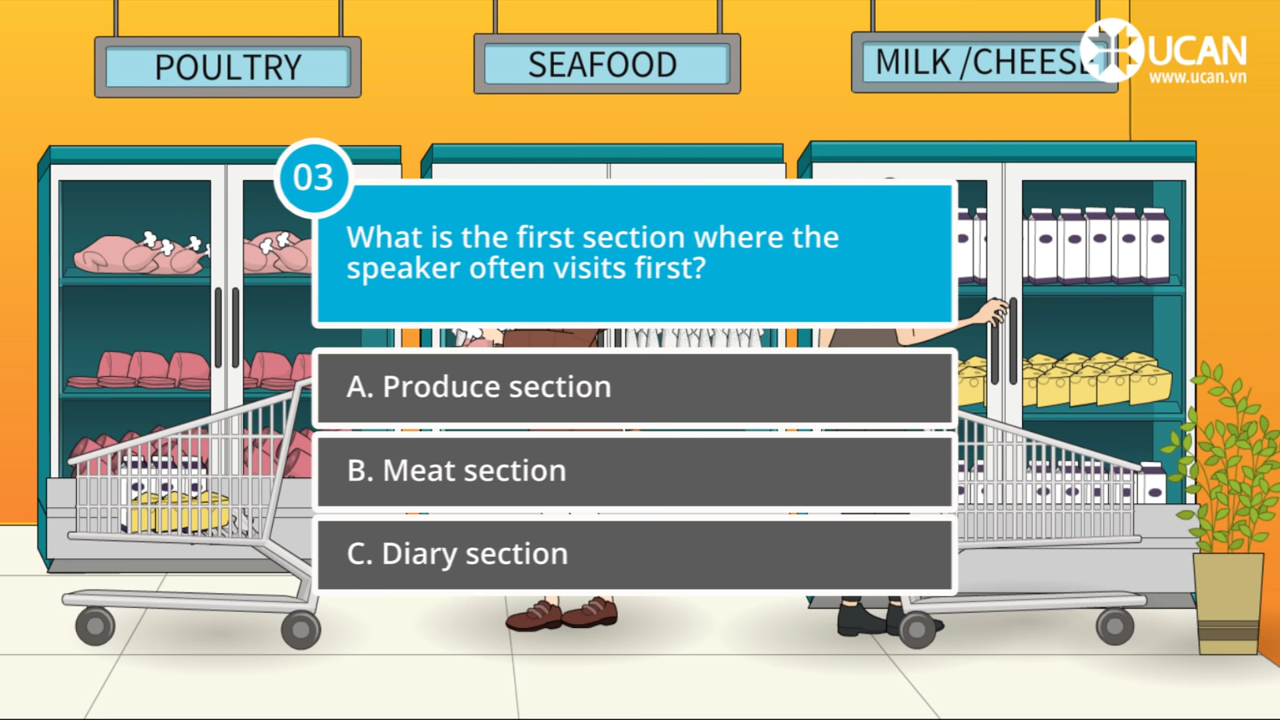 POULTRY
SEAFOOD
MILK /CHEESE
UCAN
www.ucan.vn
03
What is the first section where the
speaker often visits first?
A. Produce section
B. Meat section
C. Diary section